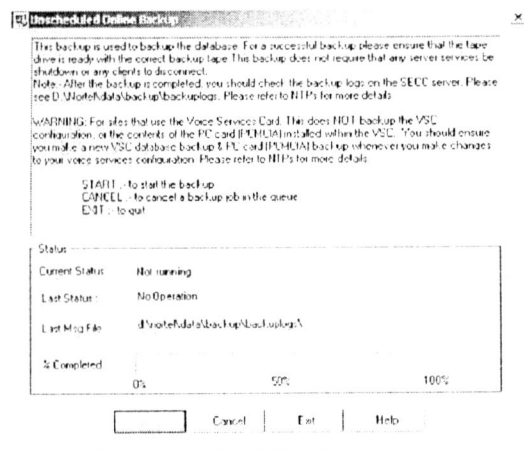 Unscheduled Online Backup
This backup is used to backup the database. For a successful backup please ensure that the tape
drive is ready with the correct backup tape. This backup does not require that any server services be
shutdown or any clients to disconnect.
Note:- After the backup is completed, you should check the backup logs on the SECC server. Please
see D:\Nortel\data\backup\backuplogs. Please refer to NTPs for more details
WARNING: For sites that use the Voice Services Card. This does NOT backup the VSC
configuration, or the contents of the PC card (PCMCIA) installed within the VSC. You should ensure
you make a new VSC database backup & PC card (PCMCIA) backup whenever you make changes
to your voice services configuration. Please refer to NTPs for more details
START :- to start the backup
CANCEL :- to cancel a backup job in the queue
EXIT :- to quit
Status
Current Status Not running
Last Status : No Operation
Last Msg File d:\nortel\data\backup\backuplogs\
% Completed
0% 50% 100%
Cancel Exit Help